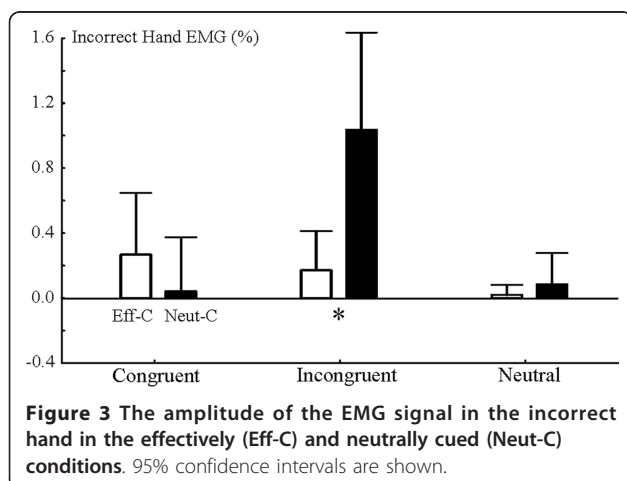 1.6
Incorrect Hand EMG (%)
1.2
0.8
0.4
0.0
Eff-C Neut-C
*
-0.4
Congruent Incongruent Neutral
Figure 3 The amplitude of the EMG signal in the incorrect
hand in the effectively (Eff-C) and neutrally cued (Neut-C)
conditions. 95% confidence intervals are shown.